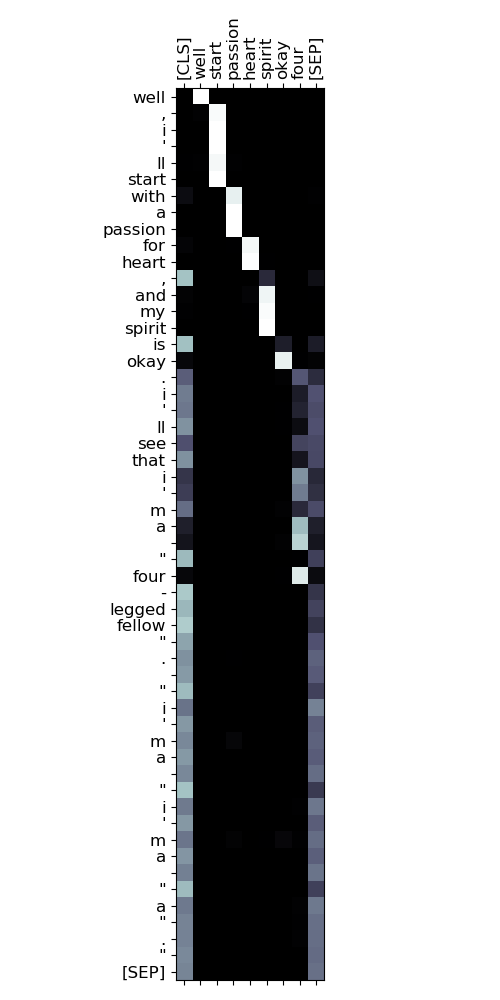 [CLS]
well
start
passion
heart
spirit
okay
four
[SEP]
well
,
i
'
ll
start
with
a
passion
for
heart
,
and
my
spirit
is
okay
.
i
'
ll
see
that
i
'
m
a
"
four
-
legged
fellow
"
.
"
i
'
m
a
"
i
'
m
a
"
a
"
.
"
[SEP]